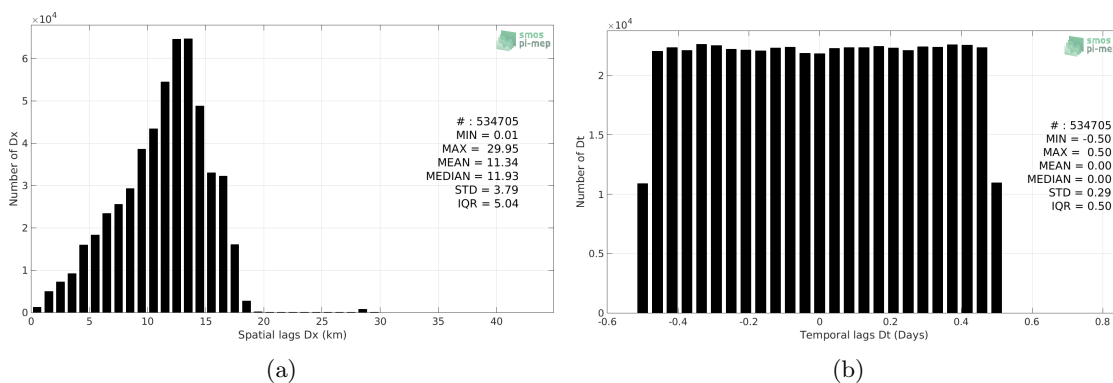 ×10⁴
smos
pi-mep
6
5
4
3
2
1
0
Number of Dx
# : 534705
MIN = 0.01
MAX = 29.95
MEAN = 11.34
MEDIAN = 11.93
STD = 3.79
IQR = 5.04
0 5 10 15 20 25 30 35 40
Spatial lags Dx (km)
(a)
×10⁴
smos
pi-mep
2
1.5
1
0.5
0
Number of Dt
# : 534705
MIN = -0.50
MAX = 0.50
MEAN = 0.00
MEDIAN = 0.00
STD = 0.29
IQR = 0.50
-0.6 -0.4 -0.2 0 0.2 0.4 0.6 0.8
Temporal lags Dt (Days)
(b)